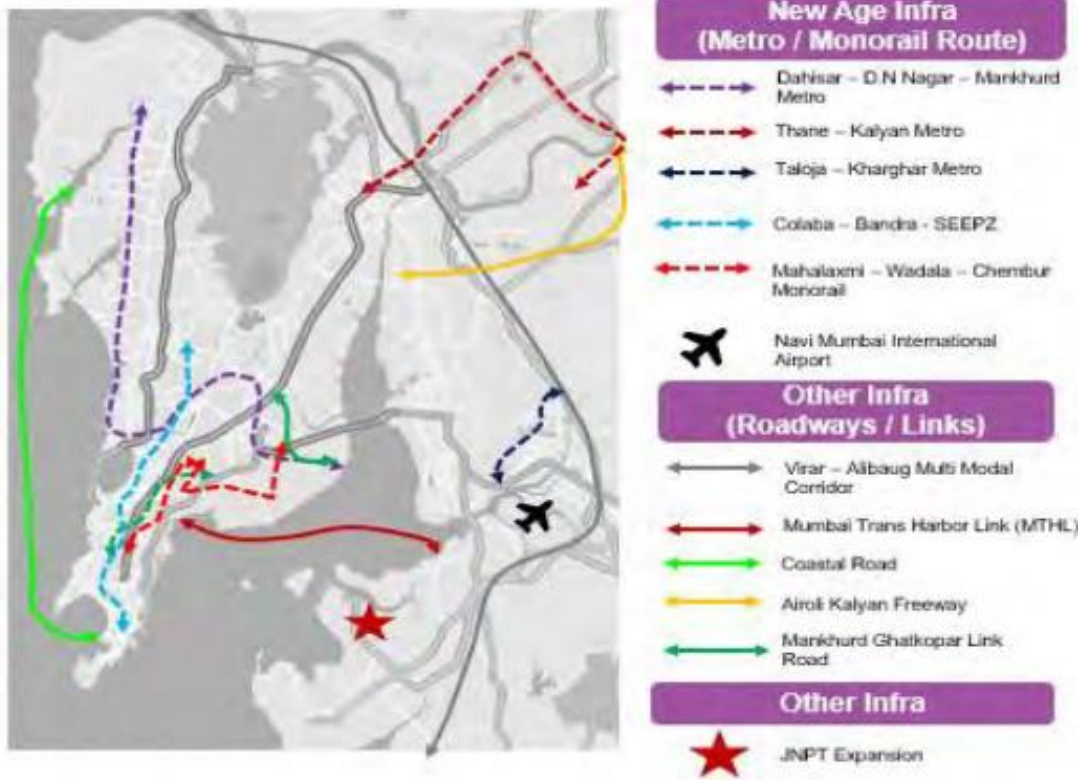 New Age Infra
(Metro / Monorail Route)
Dahisar – D.N Nagar – Mankhurd
Metro
Thane – Kalyan Metro
Taloja – Kharghar Metro
Colaba – Bandra - SEEPZ
Mahalaxmi – Wadala – Chembur
Monorail
Navi Mumbai International
Airport
Other Infra
(Roadways / Links)
Virar – Alibaug Multi Modal
Corridor
Mumbai Trans Harbor Link (MTHL)
Coastal Road
Airoli Kalyan Freeway
Mankhurd Ghatkopar Link
Road
Other Infra
JNPT Expansion